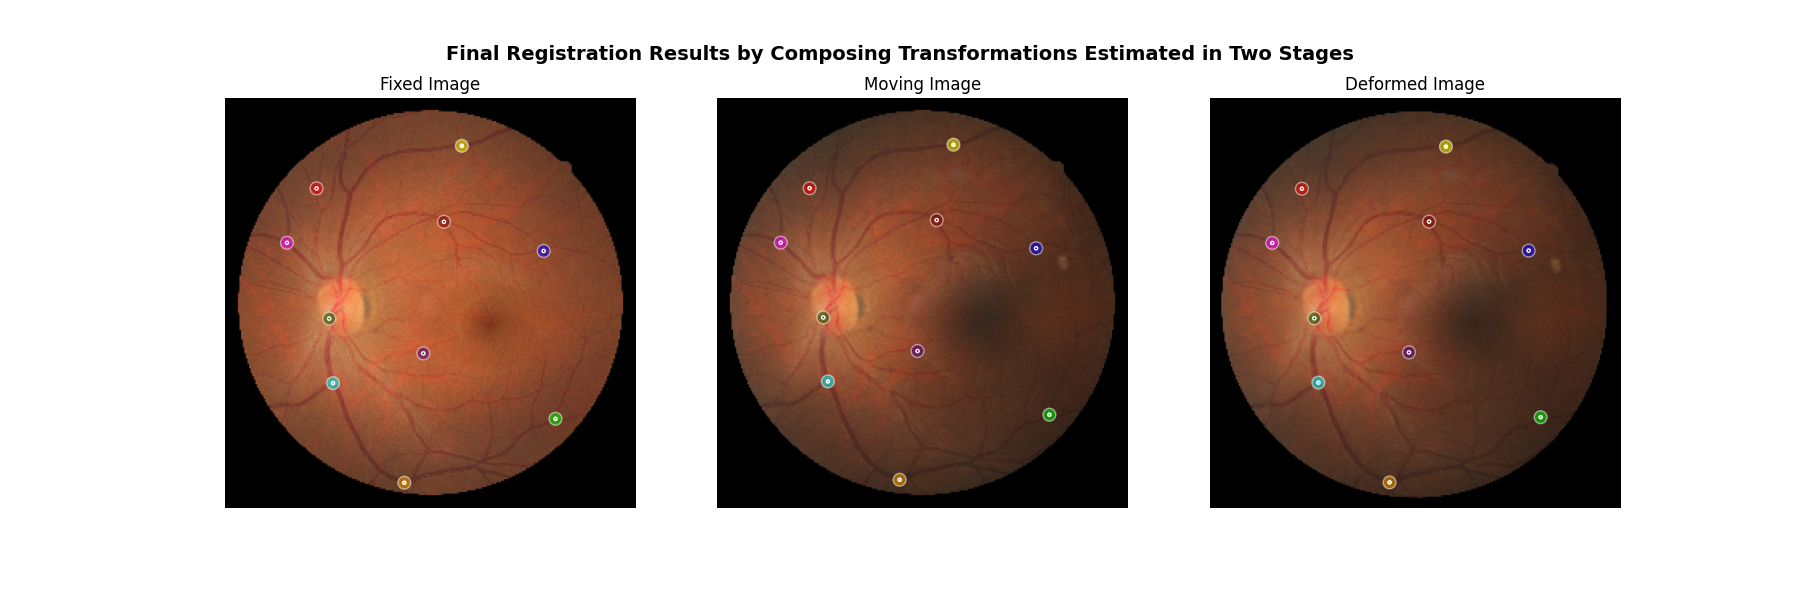 Final Registration Results by Composing Transformations Estimated in Two Stages
Fixed Image
Moving Image
Deformed Image